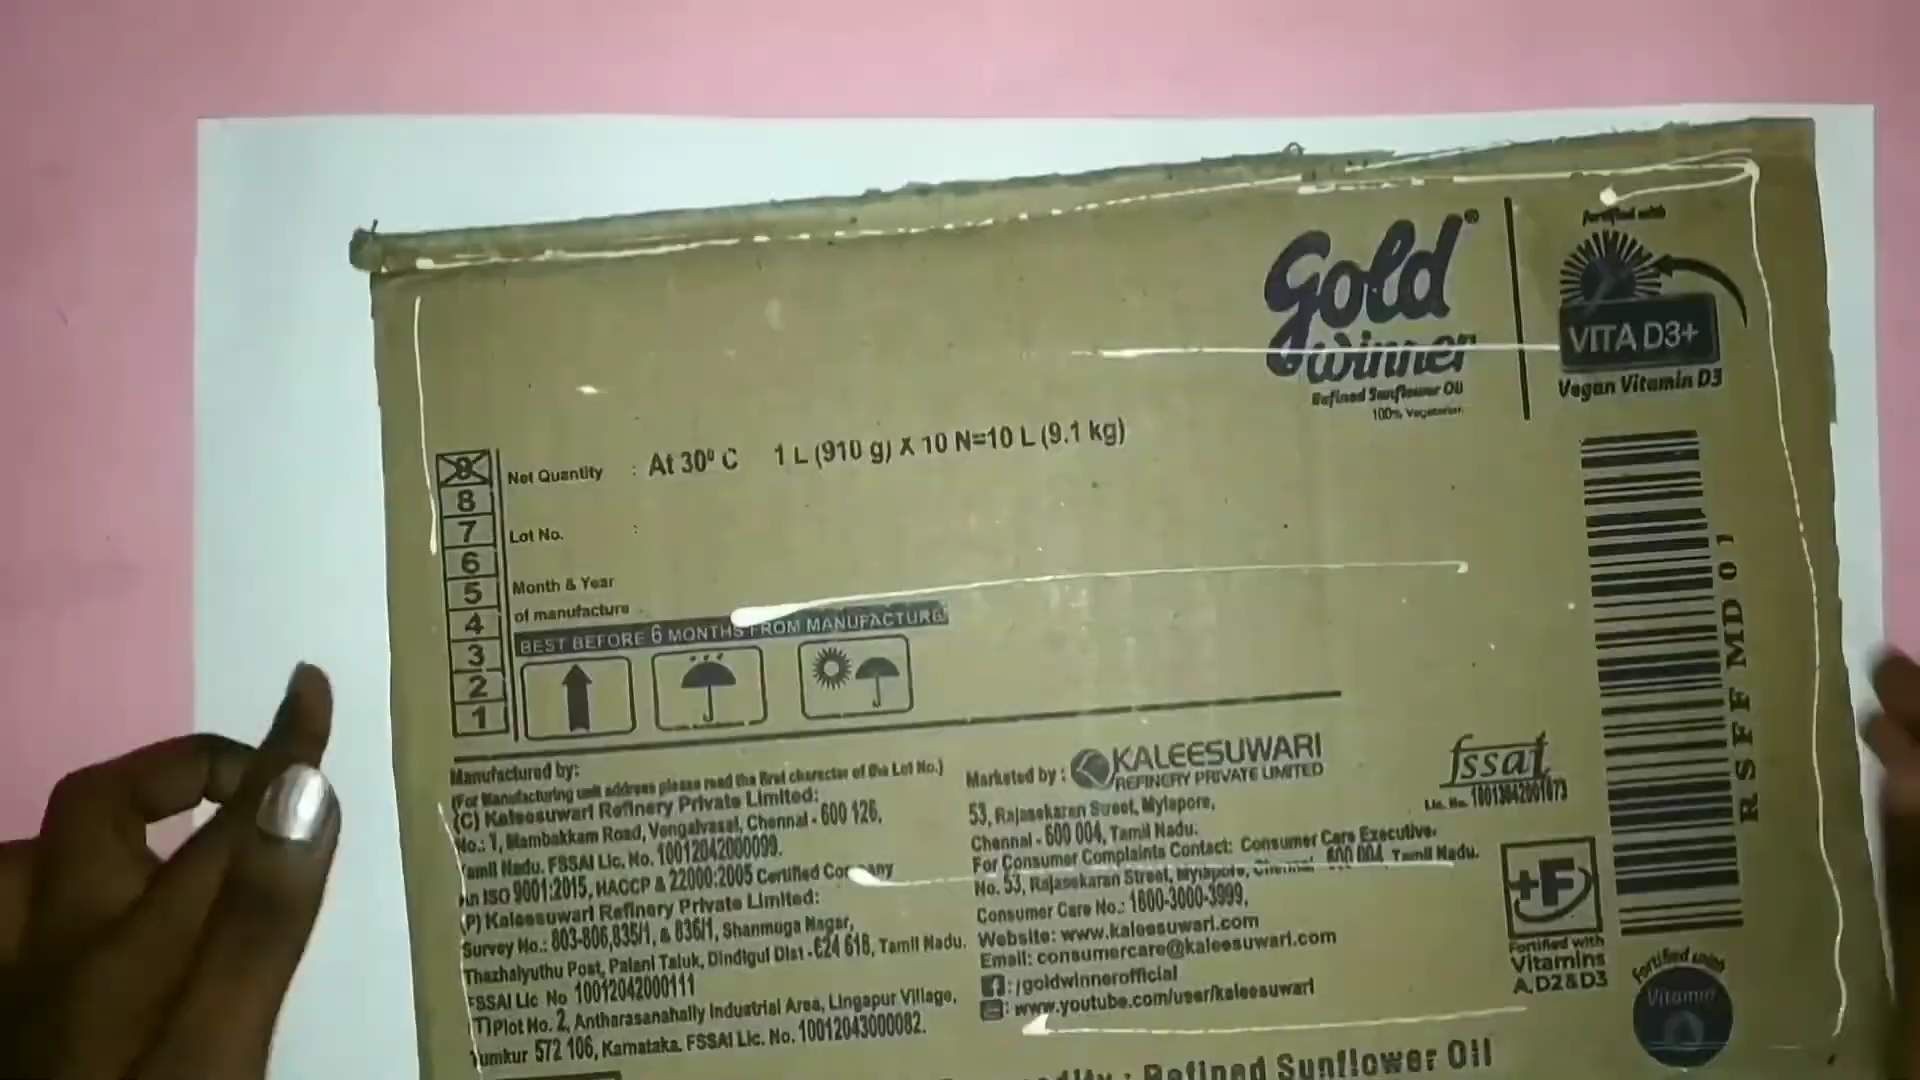 fortified with
gold®
winner
Refined Sunflower Oil
100% Vegetarian
VITA D3+
Vegan Vitamin D3
Net Quantity : At 30º C 1 L (910 g) X 10 N=10 L (9.1 kg)
9
8
7
6
5
4
3
2
1
Lot No. :
Month & Year
of manufacture
BEST BEFORE 6 MONTHS FROM MANUFACTURE
RSFFMD01
Manufactured by:
(For Manufacturing unit address please read the first character of the Lot No.)
(C) Kaleesuwari Refinery Private Limited:
No.: 1, Mambakkam Road, Vengalvasal, Chennai - 600 126,
Tamil Nadu. FSSAI Lic. No. 10012042000099.
An ISO 9001:2015, HACCP & 22000:2005 Certified Company
(P) Kaleesuwari Refinery Private Limited:
Survey No.: 803-806,835/1, & 836/1, Shanmuga Nagar,
Thazhaiyuthu Post, Palani Taluk, Dindigul Dist -624 618, Tamil Nadu.
FSSAI Lic No 10012042000111
(T)Plot No. 2, Antharasanahally Industrial Area, Lingapur Village,
Tumkur 572 106, Karnataka. FSSAI Lic. No. 10012043000082.
Marketed by : KALEESUWARI
REFINERY PRIVATE LIMITED
53, Rajasekaran Street, Mylapore,
Chennai - 600 004, Tamil Nadu.
For Consumer Complaints Contact: Consumer Care Executive.
No. 53, Rajasekaran Street, Mylapore, Chennai 600 004 Tamil Nadu.
Consumer Care No.: 1800-3000-3999,
Website: www.kaleesuwari.com
Email: consumercare@kaleesuwari.com
: /goldwinnerofficial
: www.youtube.com/user/kaleesuwari
fssai
Lic. No.
+F
Fortified with
Vitamins
A,D2&D3
Fortified with
Vitamin
: Refined Sunflower Oil